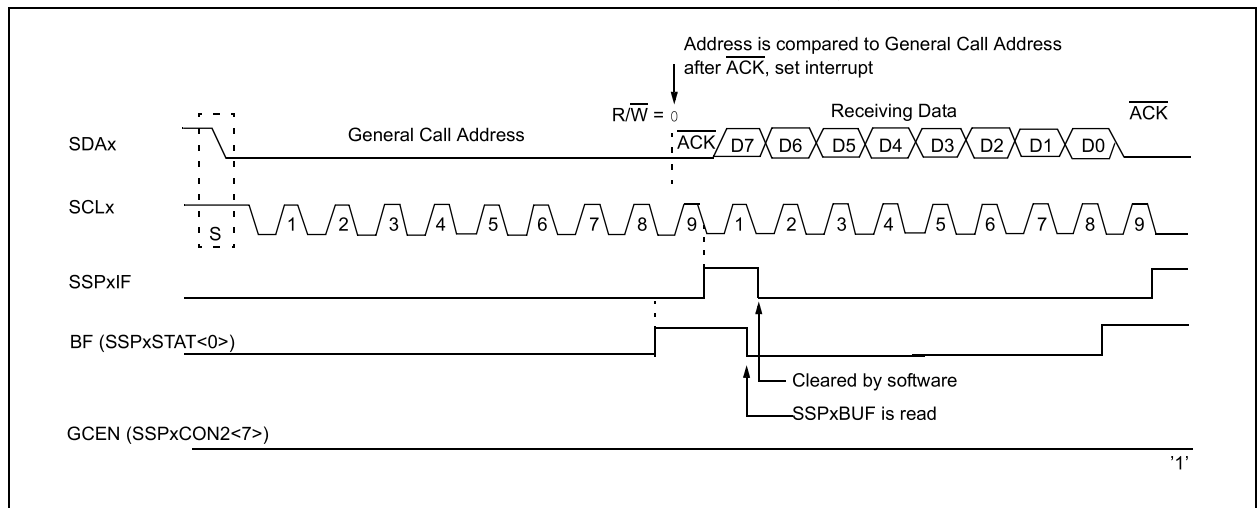 Address is compared to General Call Address
after ACK, set interrupt
R/W = 0
Receiving Data
ACK
General Call Address
SDAx
ACK
D7 D6 D5 D4 D3 D2 D1 D0
SCLx
S
1 2 3 4 5 6 7 8 9 1 2 3 4 5 6 7 8 9
SSPxIF
BF (SSPxSTAT<0>)
Cleared by software
SSPxBUF is read
GCEN (SSPxCON2<7>)
’1’